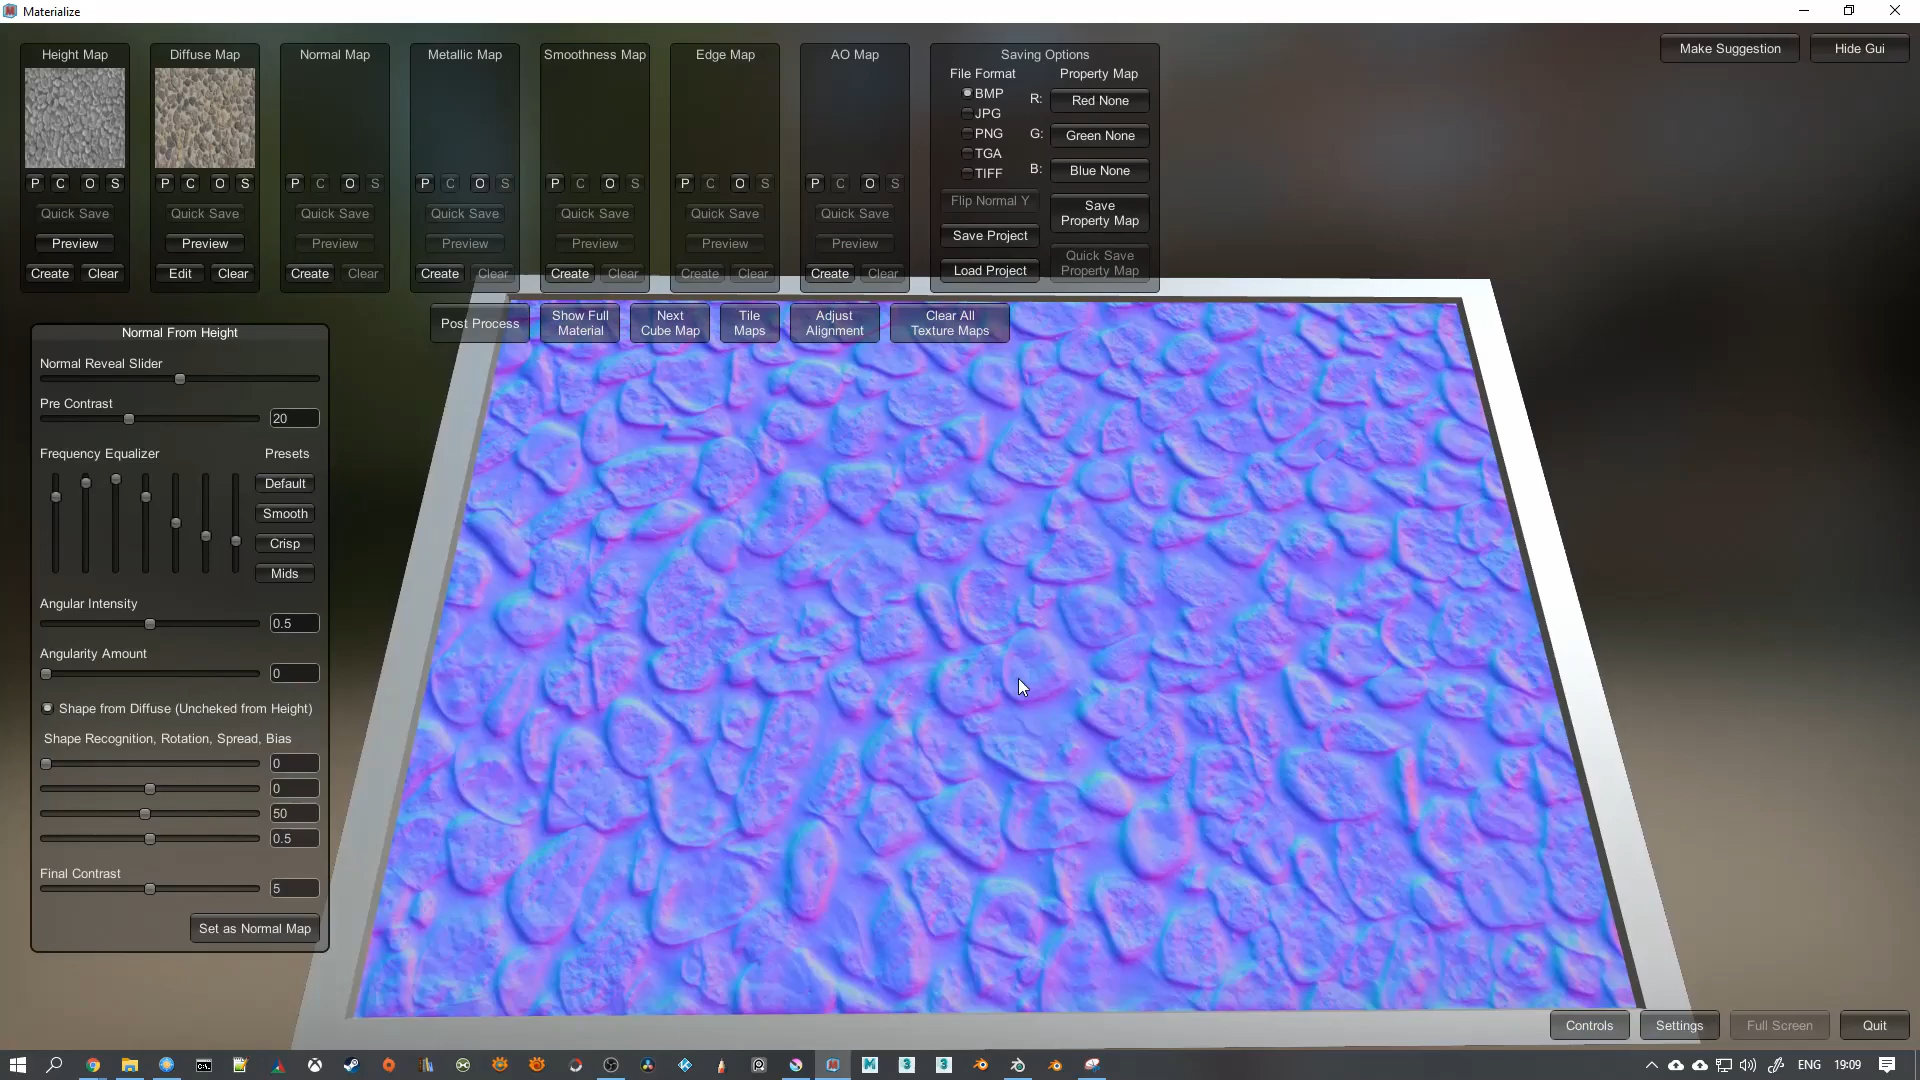 Materialize
Height Map
Diffuse Map
Normal Map
Metallic Map
Smoothness Map
Edge Map
AO Map
P C O S
P C O S
P C O S
P C O S
P C O S
P C O S
P C O S
Quick Save
Quick Save
Quick Save
Quick Save
Quick Save
Quick Save
Quick Save
Preview
Preview
Preview
Preview
Preview
Preview
Preview
Create Clear
Edit Clear
Create Clear
Create Clear
Create Clear
Create Clear
Create Clear
Saving Options
File Format
Property Map
BMP
JPG
PNG
TGA
TIFF
R: Red None
G: Green None
B: Blue None
Flip Normal Y
Save Project
Load Project
Save
Property Map
Quick Save
Property Map
Make Suggestion
Hide Gui
Post Process
Show Full
Material
Next
Cube Map
Tile
Maps
Adjust
Alignment
Clear All
Texture Maps
Normal From Height
Normal Reveal Slider
Pre Contrast
20
Frequency Equalizer
Presets
Default
Smooth
Crisp
Mids
Angular Intensity
0.5
Angularity Amount
0
Shape from Diffuse (Uncheked from Height)
Shape Recognition, Rotation, Spread, Bias
0
0
50
0.5
Final Contrast
5
Set as Normal Map
Controls
Settings
Full Screen
Quit
ENG
19:09